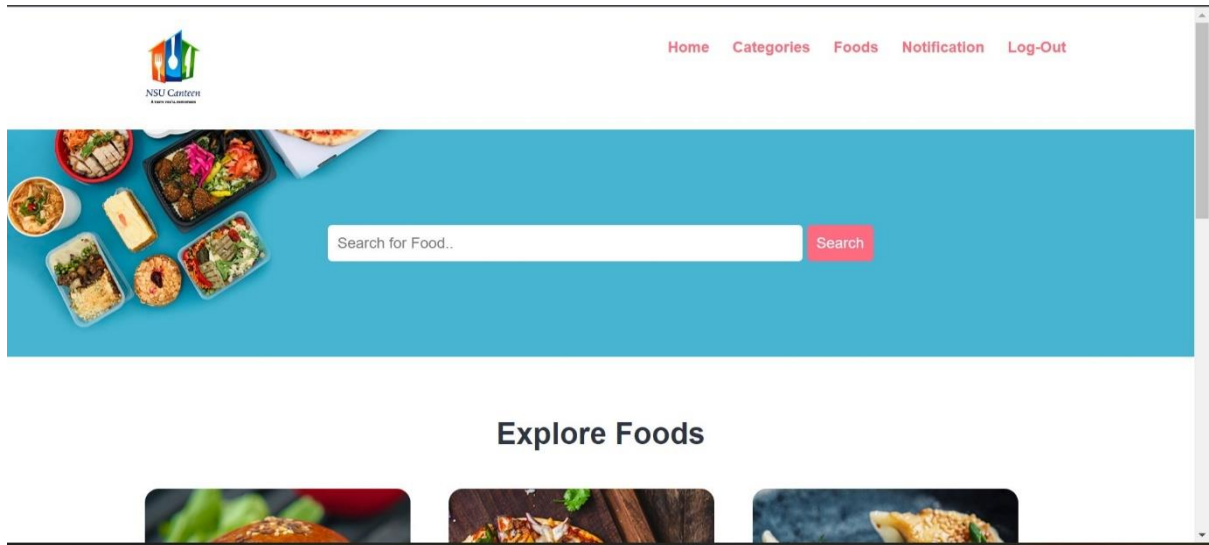 NSU Canteen
Home Categories Foods Notification Log-Out
Search for Food..
Search
Explore Foods